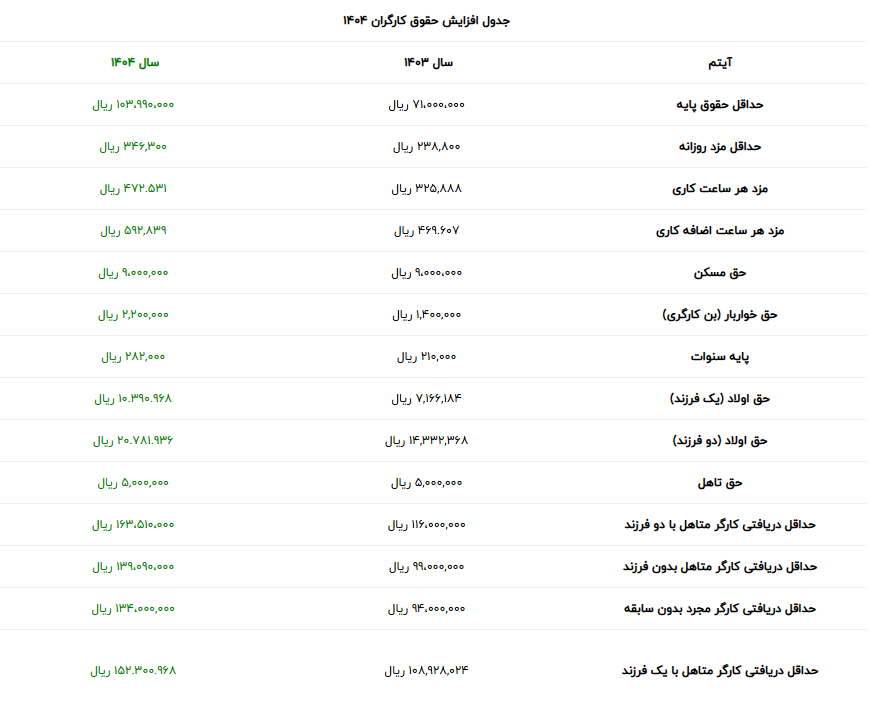 جدول افزایش حقوق کارگران ۱۴۰۴
آیتم سال ۱۴۰۳ سال ۱۴۰۴
حداقل حقوق پایه ۷۱،۰۰۰،۰۰۰ ریال ۱۰۳،۹۹۰،۰۰۰ ریال
حداقل مزد روزانه ۲۳۸,۸۰۰ ریال ۳۴۶,۳۰۰ ریال
مزد هر ساعت کاری ۳۲۵,۸۸۸ ریال ۴۷۲.۵۳۱ ریال
مزد هر ساعت اضافه کاری ۴۶۹.۶۰۷ ریال ۵۹۲,۸۳۹ ریال
حق مسکن ۹،۰۰۰،۰۰۰ ریال ۹،۰۰۰,۰۰۰ ریال
حق خواربار (بن کارگری) ۱,۴۰۰,۰۰۰ ریال ۲,۲۰۰,۰۰۰ ریال
پایه سنوات ۲۱۰,۰۰۰ ریال ۲۸۲,۰۰۰ ریال
حق اولاد (یک فرزند) ۷,۱۶۶,۱۸۴ ریال ۱۰.۳۹۰.۹۶۸ ریال
حق اولاد (دو فرزند) ۱۴,۳۳۲,۳۶۸ ریال ۲۰.۷۸۱.۹۳۶ ریال
حق تاهل ۵,۰۰۰,۰۰۰ ریال ۵,۰۰۰,۰۰۰ ریال
حداقل دریافتی کارگر متاهل با دو فرزند ۱۱۶،۰۰۰,۰۰۰ ریال ۱۶۳،۵۱۰،۰۰۰ ریال
حداقل دریافتی کارگر متاهل بدون فرزند ۹۹،۰۰۰,۰۰۰ ریال ۱۳۹،۰۹۰،۰۰۰ ریال
حداقل دریافتی کارگر مجرد بدون سابقه ۹۴،۰۰۰,۰۰۰ ریال ۱۳۴،۰۰۰,۰۰۰ ریال
حداقل دریافتی کارگر متاهل با یک فرزند ۱۰۸,۹۲۸,۰۲۴ ریال ۱۵۲.۳۰۰.۹۶۸ ریال